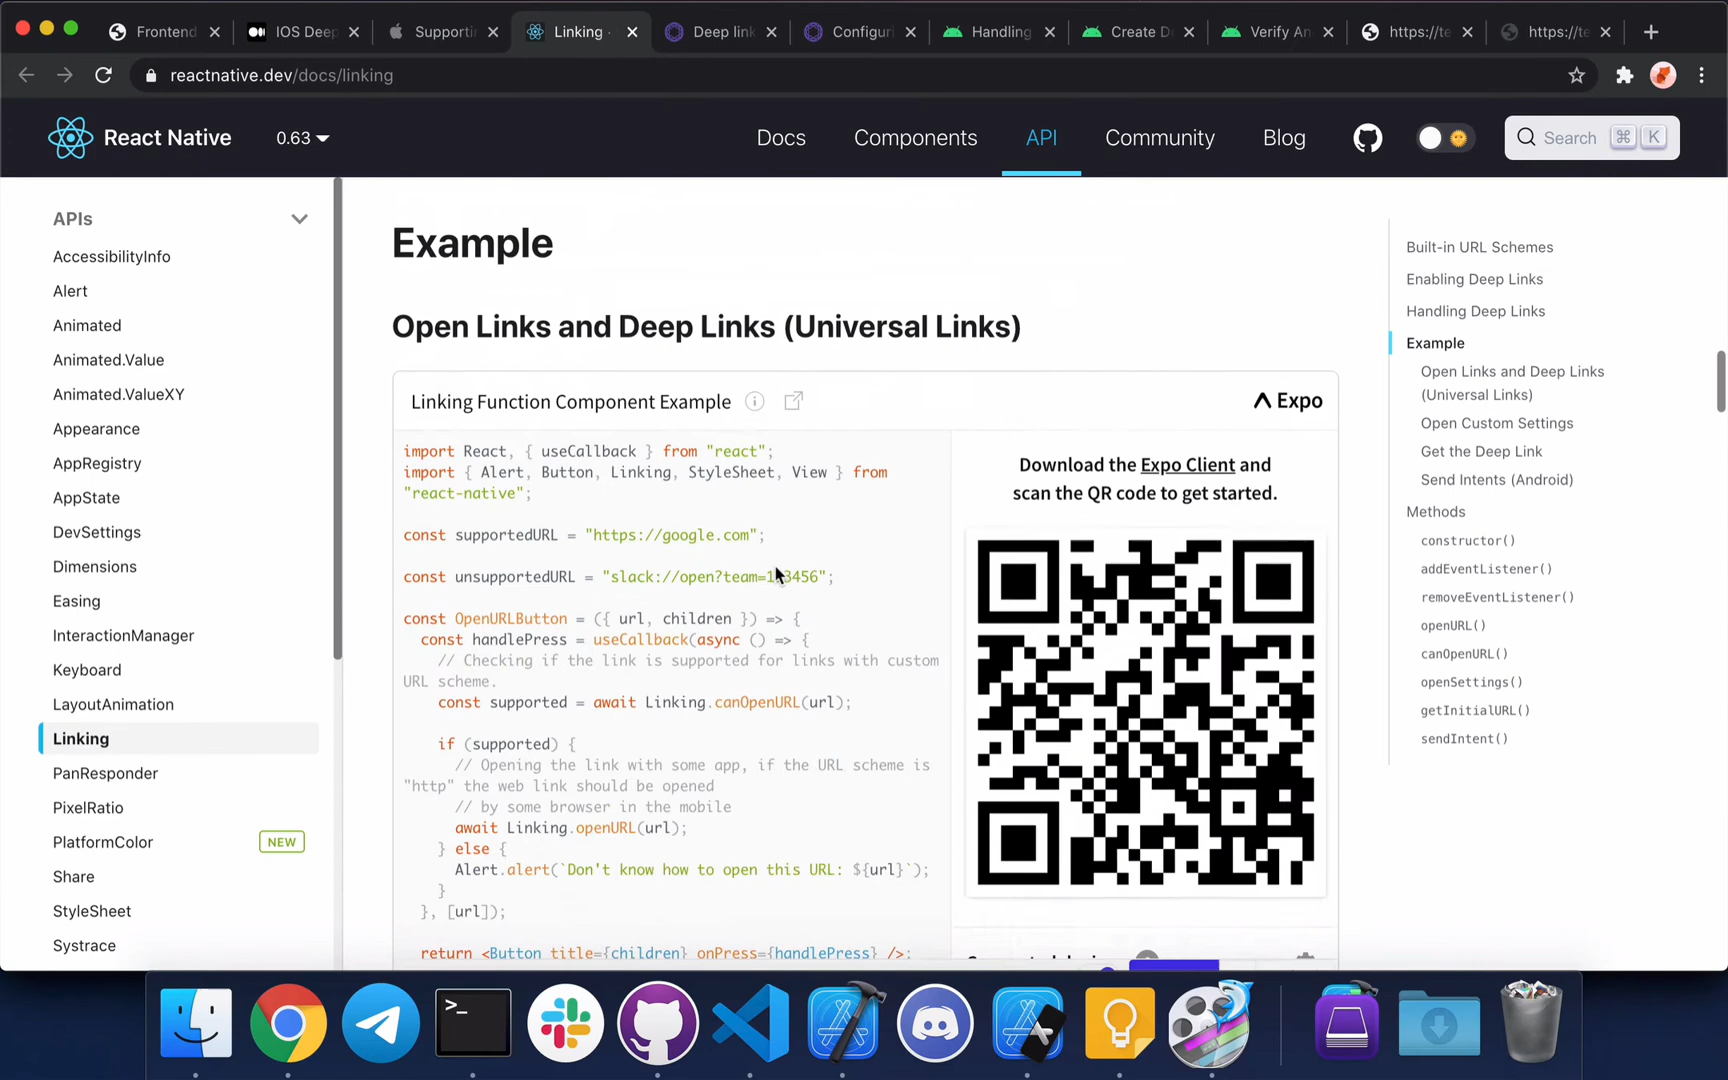 Frontend
IOS Deep
Supportin
Linking
Deep link
Configuri
Handling
Create D
Verify An
https://te
https://te
reactnative.dev/docs/linking
React Native
0.63
Docs
Components
API
Community
Blog
Search
⌘
K
APIs
AccessibilityInfo
Alert
Animated
Animated.Value
Animated.ValueXY
Appearance
AppRegistry
AppState
DevSettings
Dimensions
Easing
InteractionManager
Keyboard
LayoutAnimation
Linking
PanResponder
PixelRatio
PlatformColor
NEW
Share
StyleSheet
Systrace
Example
Open Links and Deep Links (Universal Links)
Linking Function Component Example
Expo
import React, { useCallback } from "react";
import { Alert, Button, Linking, StyleSheet, View } from
"react-native";
const supportedURL = "https://google.com";
const unsupportedURL = "slack://open?team=123456";
const OpenURLButton = ({ url, children }) => {
const handlePress = useCallback(async () => {
// Checking if the link is supported for links with custom
URL scheme.
const supported = await Linking.canOpenURL(url);
if (supported) {
// Opening the link with some app, if the URL scheme is
"http" the web link should be opened
// by some browser in the mobile
await Linking.openURL(url);
} else {
Alert.alert(`Don't know how to open this URL: ${url}`);
}
}, [url]);
return <Button title={children} onPress={handlePress} />;
Download the Expo Client and
scan the QR code to get started.
Built-in URL Schemes
Enabling Deep Links
Handling Deep Links
Example
Open Links and Deep Links
(Universal Links)
Open Custom Settings
Get the Deep Link
Send Intents (Android)
Methods
constructor()
addEventListener()
removeEventListener()
openURL()
canOpenURL()
openSettings()
getInitialURL()
sendIntent()
>_